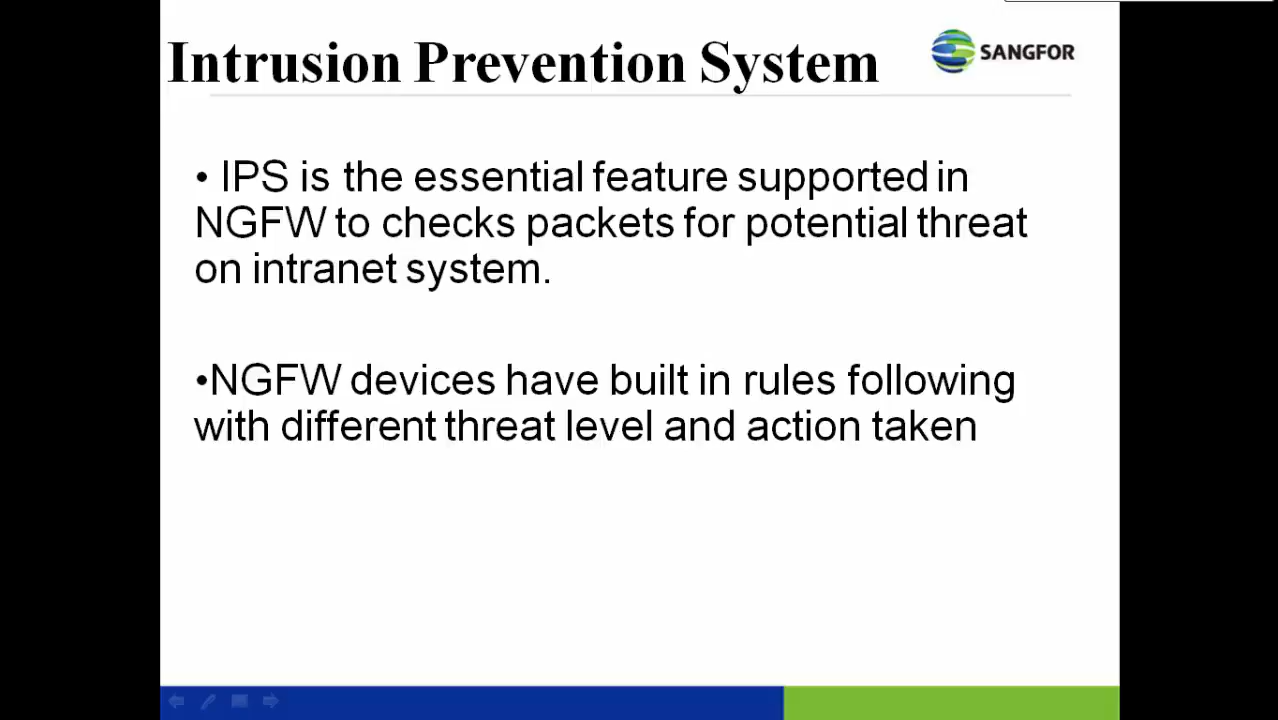 Intrusion Prevention System
SANGFOR
• IPS is the essential feature supported in
NGFW to checks packets for potential threat
on intranet system.
•NGFW devices have built in rules following
with different threat level and action taken